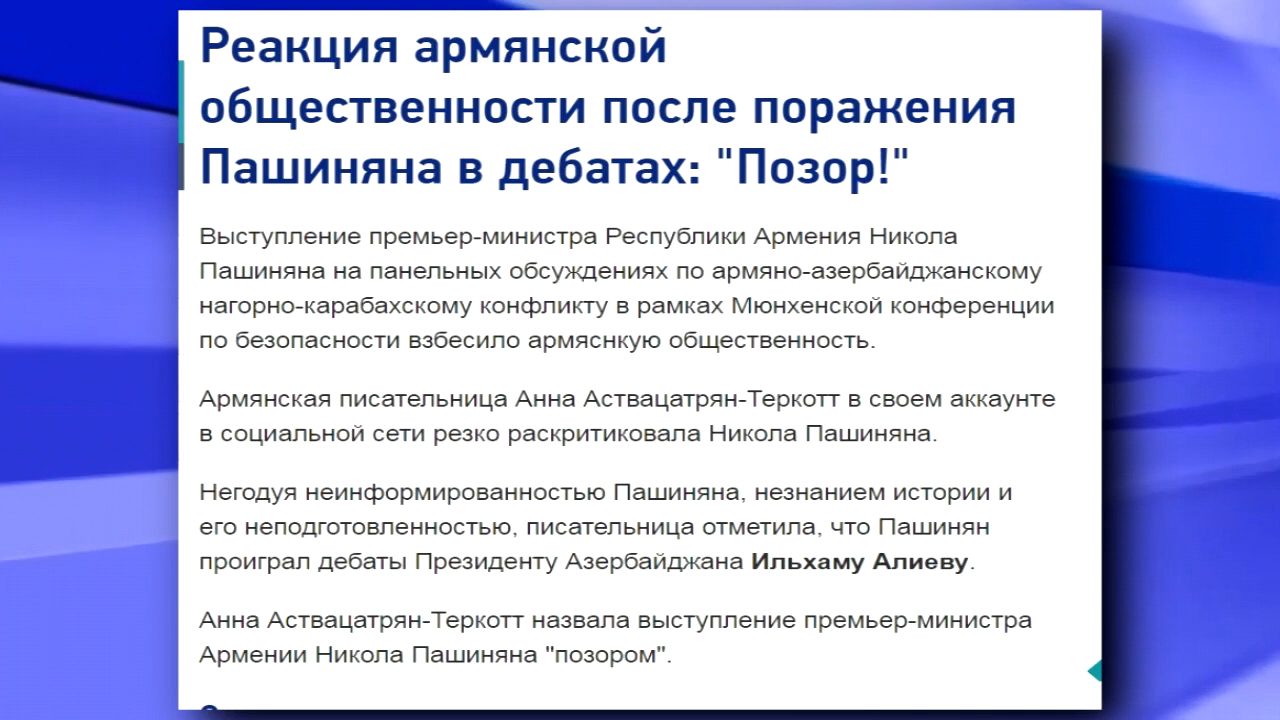 Реакция армянской
общественности после поражения
Пашиняна в дебатах: "Позор!"
Выступление премьер-министра Республики Армения Никола
Пашиняна на панельных обсуждениях по армяно-азербайджанскому
нагорно-карабахскому конфликту в рамках Мюнхенской конференции
по безопасности взбесило армяснкую общественность.
Армянская писательница Анна Аствацатрян-Теркотт в своем аккаунте
в социальной сети резко раскритиковала Никола Пашиняна.
Негодуя неинформированностью Пашиняна, незнанием истории и
его неподготовленностью, писательница отметила, что Пашинян
проиграл дебаты Президенту Азербайджана Ильхаму Алиеву.
Анна Аствацатрян-Теркотт назвала выступление премьер-министра
Армении Никола Пашиняна "позором".